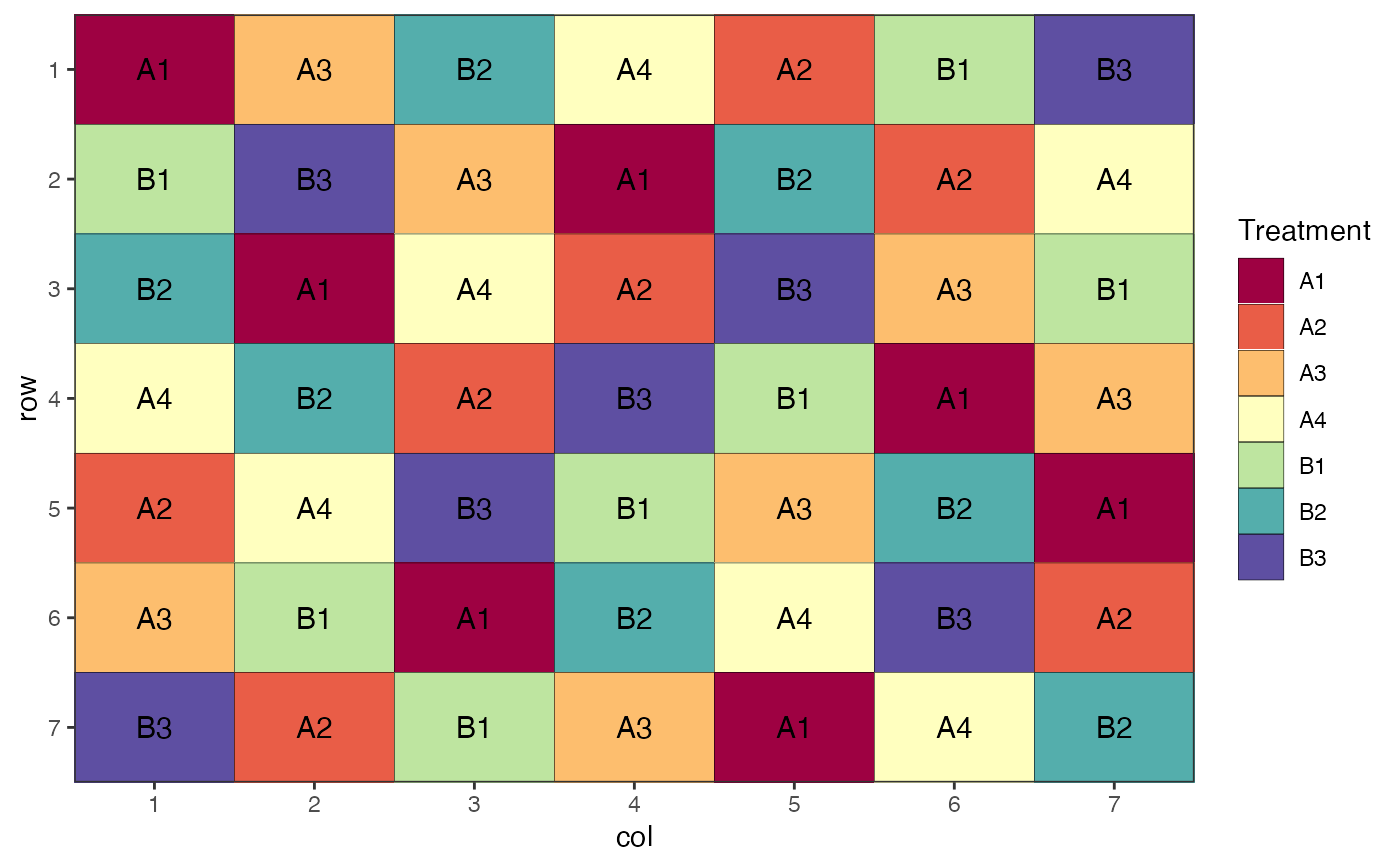 1 A1 A3 B2 A4 A2 B1 B3
2 B1 B3 A3 A1 B2 A2 A4
3 B2 A1 A4 A2 B3 A3 B1
4 A4 B2 A2 B3 B1 A1 A3
5 A2 A4 B3 B1 A3 B2 A1
6 A3 B1 A1 B2 A4 B3 A2
7 B3 A2 B1 A3 A1 A4 B2
1 2 3 4 5 6 7
col
row
Treatment
A1
A2
A3
A4
B1
B2
B3